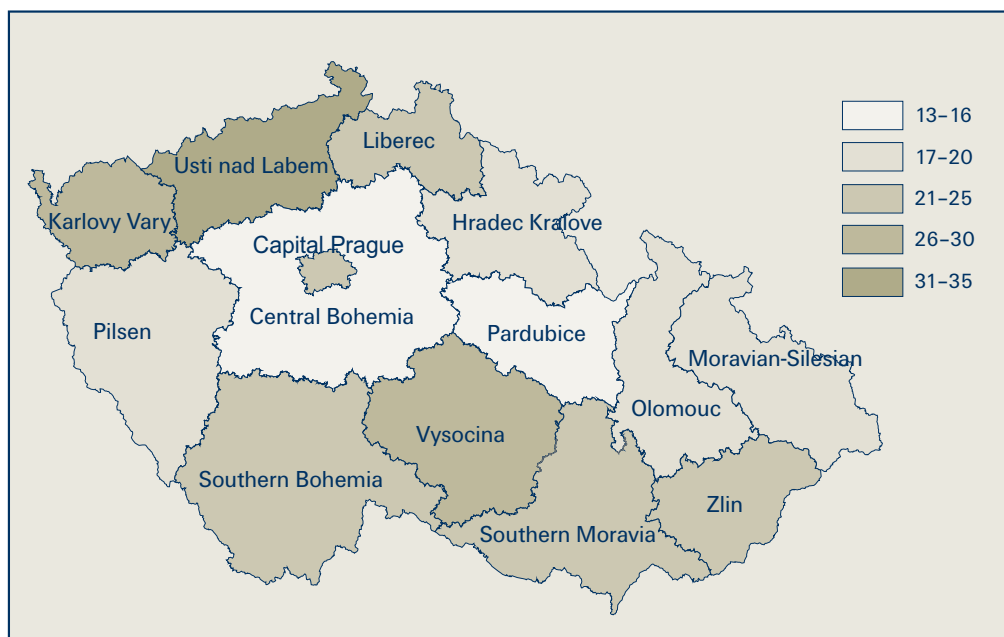 13–16
17–20
21–25
26–30
31–35
Liberec
Usti nad Labem
Karlovy Vary
Hradec Kralove
Capital Prague
Central Bohemia
Pilsen
Pardubice
Moravian-Silesian
Olomouc
Vysocina
Southern Bohemia
Zlin
Southern Moravia